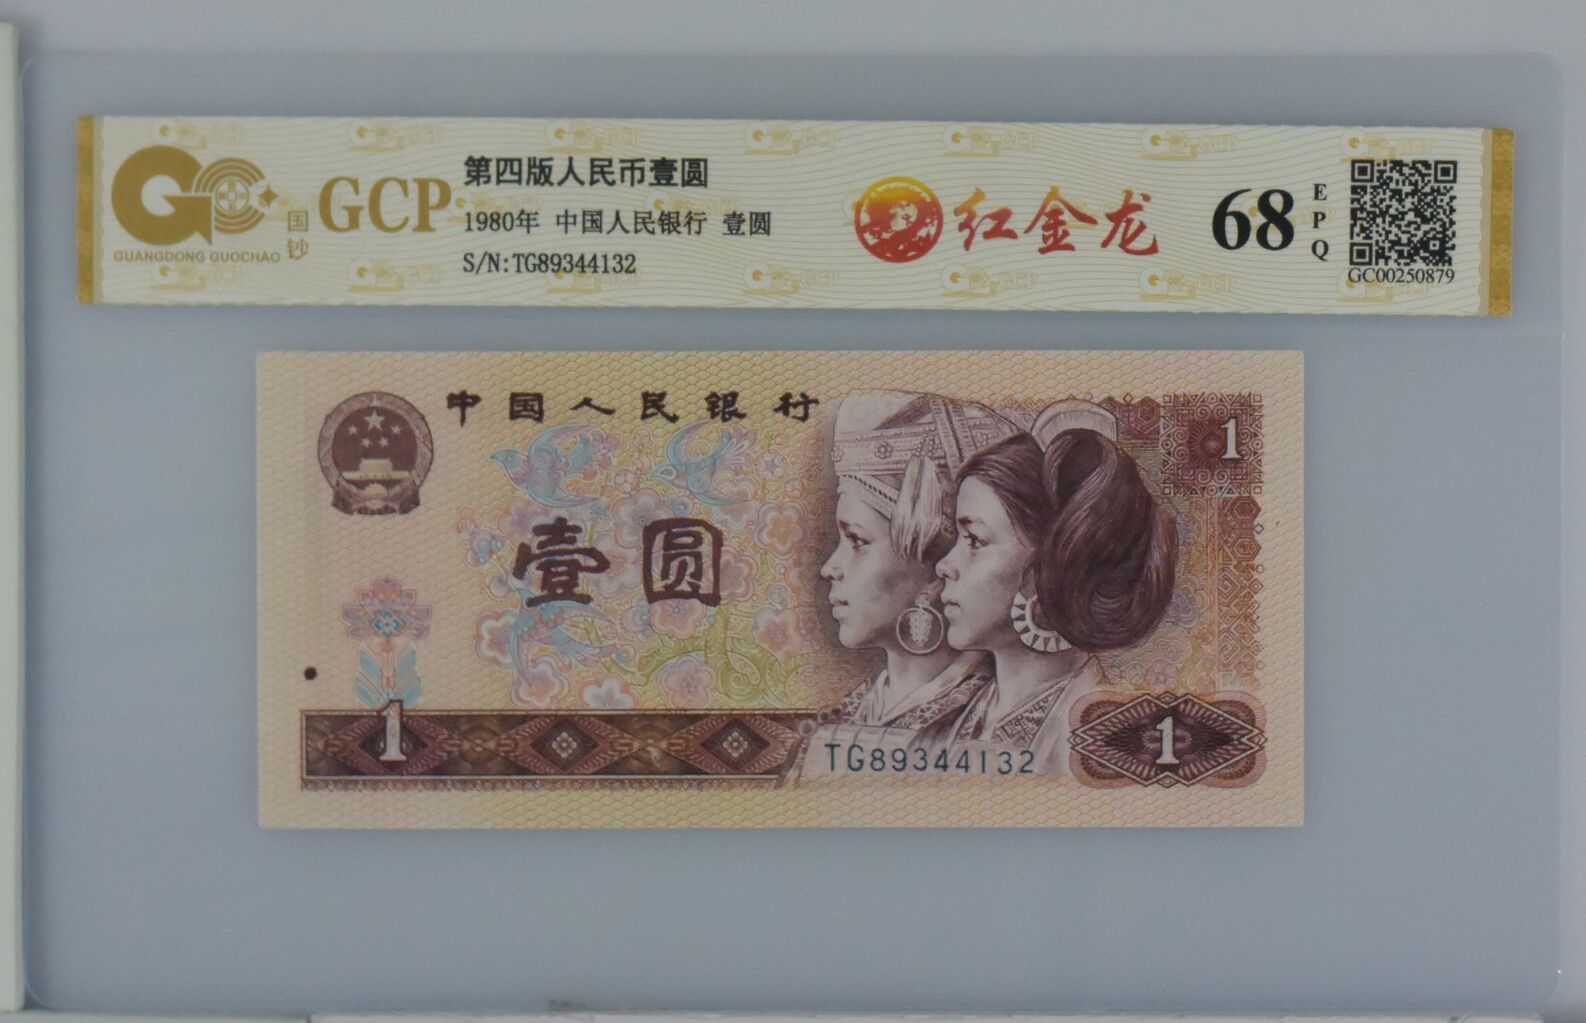 GCP
国钞
GUANGDONG GUOCHAO
第四版人民币壹圆
1980年 中国人民银行 壹圆
S/N:TG89344132
红金龙
68
EPQ
GC00250879
中国人民银行
1
壹圆
1
TG89344132
1